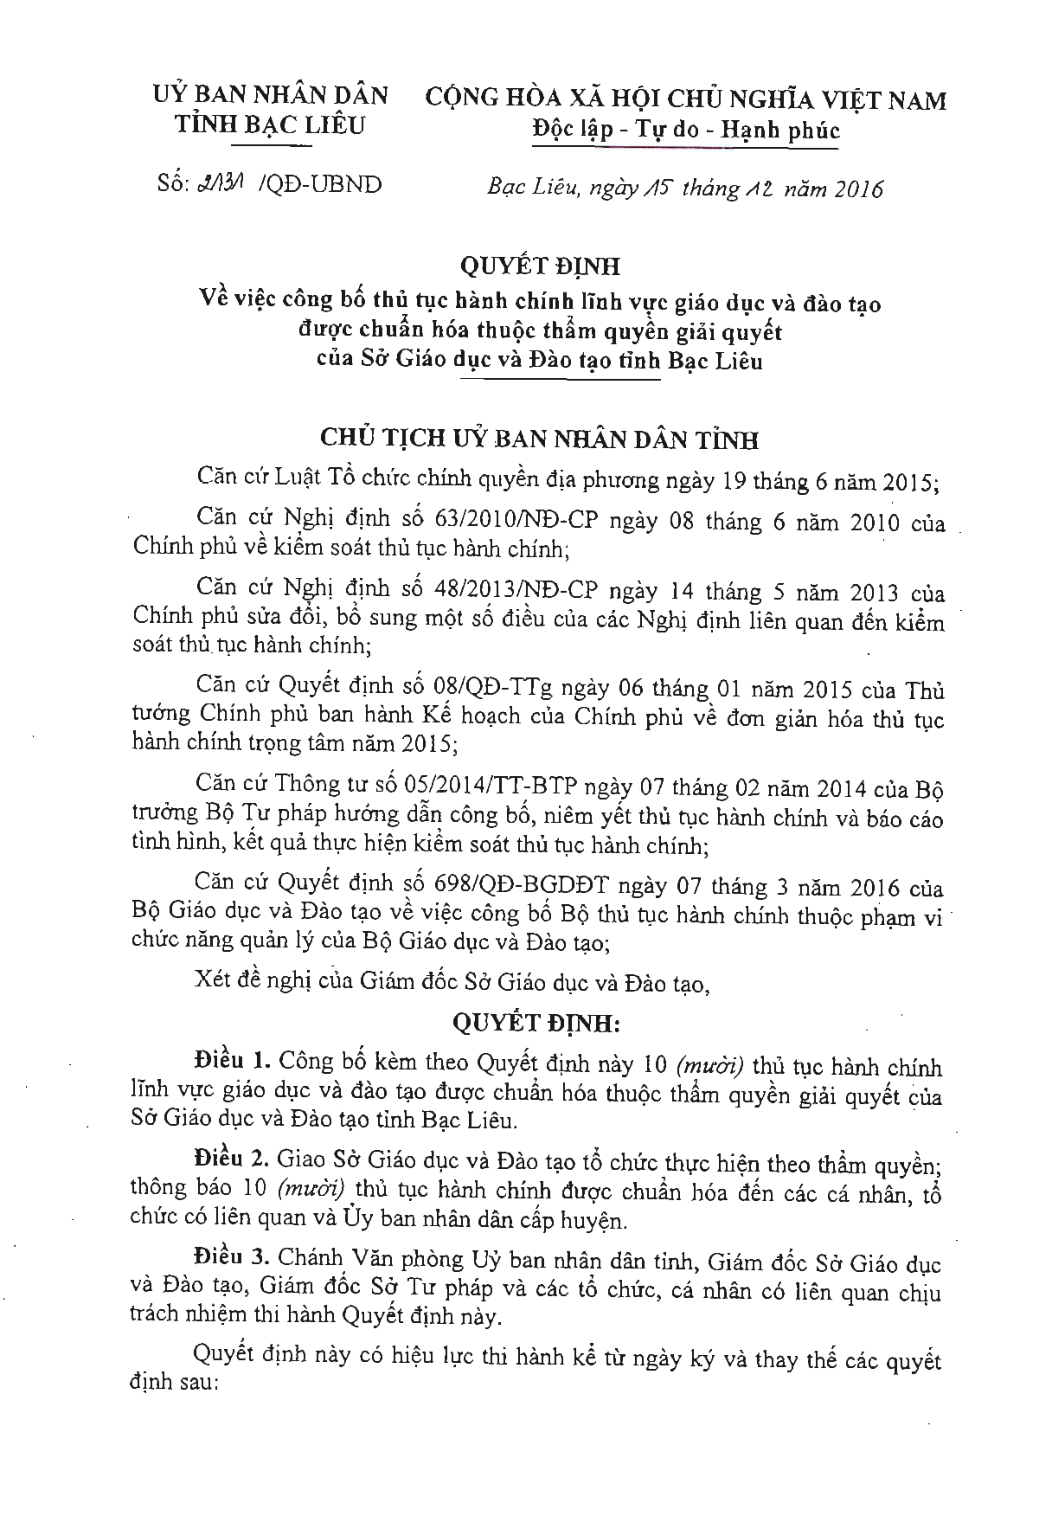 UỶ BAN NHÂN DÂN
TỈNH BẠC LIÊU
CỘNG HÒA XÃ HỘI CHỦ NGHĨA VIỆT NAM
Độc lập - Tự do - Hạnh phúc
Số: 2131 /QĐ-UBND
Bạc Liêu, ngày 15 tháng 12 năm 2016
QUYẾT ĐỊNH
Về việc công bố thủ tục hành chính lĩnh vực giáo dục và đào tạo
được chuẩn hóa thuộc thẩm quyền giải quyết
của Sở Giáo dục và Đào tạo tỉnh Bạc Liêu
CHỦ TỊCH UỶ BAN NHÂN DÂN TỈNH
Căn cứ Luật Tổ chức chính quyền địa phương ngày 19 tháng 6 năm 2015;
Căn cứ Nghị định số 63/2010/NĐ-CP ngày 08 tháng 6 năm 2010 của
Chính phủ về kiểm soát thủ tục hành chính;
Căn cứ Nghị định số 48/2013/NĐ-CP ngày 14 tháng 5 năm 2013 của
Chính phủ sửa đổi, bổ sung một số điều của các Nghị định liên quan đến kiểm
soát thủ tục hành chính;
Căn cứ Quyết định số 08/QĐ-TTg ngày 06 tháng 01 năm 2015 của Thủ
tướng Chính phủ ban hành Kế hoạch của Chính phủ về đơn giản hóa thủ tục
hành chính trọng tâm năm 2015;
Căn cứ Thông tư số 05/2014/TT-BTP ngày 07 tháng 02 năm 2014 của Bộ
trưởng Bộ Tư pháp hướng dẫn công bố, niêm yết thủ tục hành chính và báo cáo
tình hình, kết quả thực hiện kiểm soát thủ tục hành chính;
Căn cứ Quyết định số 698/QĐ-BGDĐT ngày 07 tháng 3 năm 2016 của
Bộ Giáo dục và Đào tạo về việc công bố Bộ thủ tục hành chính thuộc phạm vi
chức năng quản lý của Bộ Giáo dục và Đào tạo;
Xét đề nghị của Giám đốc Sở Giáo dục và Đào tạo,
QUYẾT ĐỊNH:
Điều 1. Công bố kèm theo Quyết định này 10 (mười) thủ tục hành chính
lĩnh vực giáo dục và đào tạo được chuẩn hóa thuộc thẩm quyền giải quyết của
Sở Giáo dục và Đào tạo tỉnh Bạc Liêu.
Điều 2. Giao Sở Giáo dục và Đào tạo tổ chức thực hiện theo thẩm quyền;
thông báo 10 (mười) thủ tục hành chính được chuẩn hóa đến các cá nhân, tổ
chức có liên quan và Ủy ban nhân dân cấp huyện.
Điều 3. Chánh Văn phòng Uỷ ban nhân dân tỉnh, Giám đốc Sở Giáo dục
và Đào tạo, Giám đốc Sở Tư pháp và các tổ chức, cá nhân có liên quan chịu
trách nhiệm thi hành Quyết định này.
Quyết định này có hiệu lực thi hành kể từ ngày ký và thay thế các quyết
định sau: